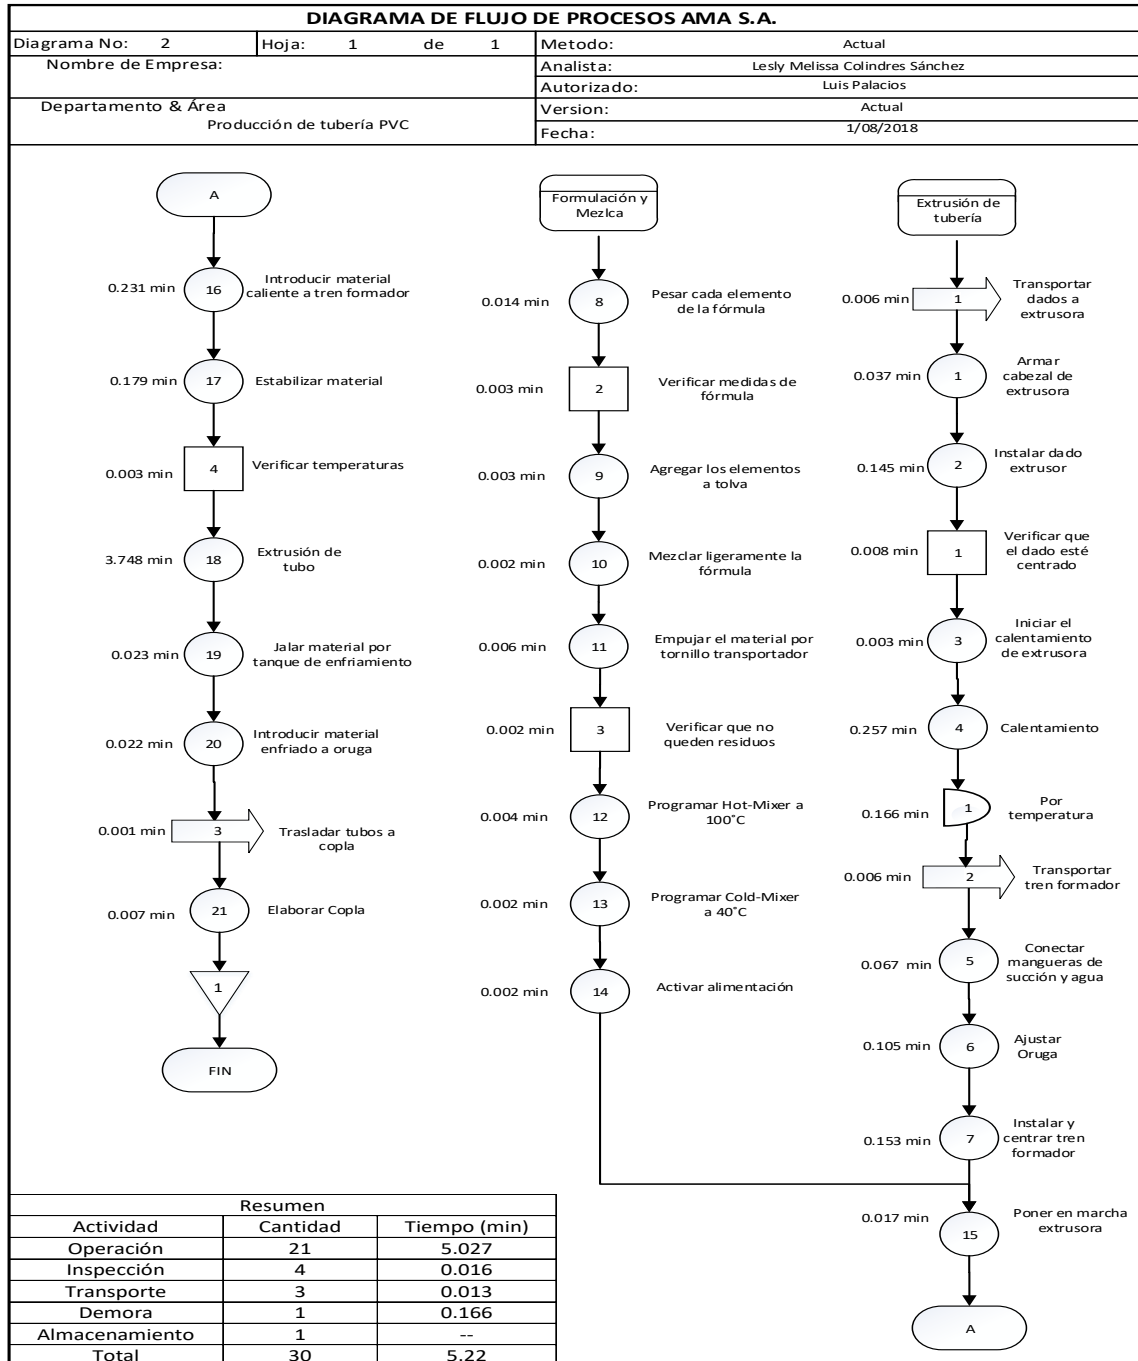 DIAGRAMA DE FLUJO DE PROCESOS AMA S.A.
Diagrama No: 2
Hoja: 1 de 1
Metodo: Actual
Nombre de Empresa:
Analista: Lesly Melissa Colindres Sánchez
Autorizado: Luis Palacios
Departamento & Área
Producción de tubería PVC
Version: Actual
Fecha: 1/08/2018
A
0.231 min
16
Introducir material
caliente a tren formador
0.179 min
17
Estabilizar material
0.003 min
4
Verificar temperaturas
3.748 min
18
Extrusión de
tubo
0.023 min
19
Jalar material por
tanque de enfriamiento
0.022 min
20
Introducir material
enfriado a oruga
0.001 min
3
Trasladar tubos a
copla
0.007 min
21
Elaborar Copla
1
FIN
Formulación y
Mezlca
0.014 min
8
Pesar cada elemento
de la fórmula
0.003 min
2
Verificar medidas de
fórmula
0.003 min
9
Agregar los elementos
a tolva
0.002 min
10
Mezclar ligeramente la
fórmula
0.006 min
11
Empujar el material por
tornillo transportador
0.002 min
3
Verificar que no
queden residuos
0.004 min
12
Programar Hot-Mixer a
100˚C
0.002 min
13
Programar Cold-Mixer
a 40˚C
0.002 min
14
Activar alimentación
Extrusión de
tubería
0.006 min
1
Transportar
dados a
extrusora
0.037 min
1
Armar
cabezal de
extrusora
0.145 min
2
Instalar dado
extrusor
0.008 min
1
Verificar que
el dado esté
centrado
0.003 min
3
Iniciar el
calentamiento
de extrusora
0.257 min
4
Calentamiento
0.166 min
1
Por
temperatura
0.006 min
2
Transportar
tren formador
0.067 min
5
Conectar
mangueras de
succión y agua
0.105 min
6
Ajustar
Oruga
0.153 min
7
Instalar y
centrar tren
formador
0.017 min
15
Poner en marcha
extrusora
A
Resumen
Actividad Cantidad Tiempo (min)
Operación 21 5.027
Inspección 4 0.016
Transporte 3 0.013
Demora 1 0.166
Almacenamiento 1 --
Total 30 5.22